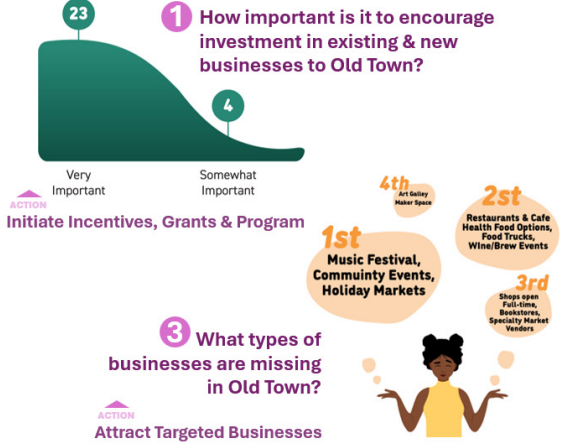 23
1 How important is it to encourage
investment in existing & new
businesses to Old Town?
4
Very
Important
Somewhat
Important
ACTION
Initiate Incentives, Grants & Program
4th
Art Galley
Maker Space
2st
Restaurants & Cafe
Health Food Options,
Food Trucks,
WIne/Brew Events
1st
Music Festival,
Commuinty Events,
Holiday Markets
3rd
Shops open
Full-time,
Bookstores,
Specialty Market
Vendors
3 What types of
businesses are missing
in Old Town?
ACTION
Attract Targeted Businesses